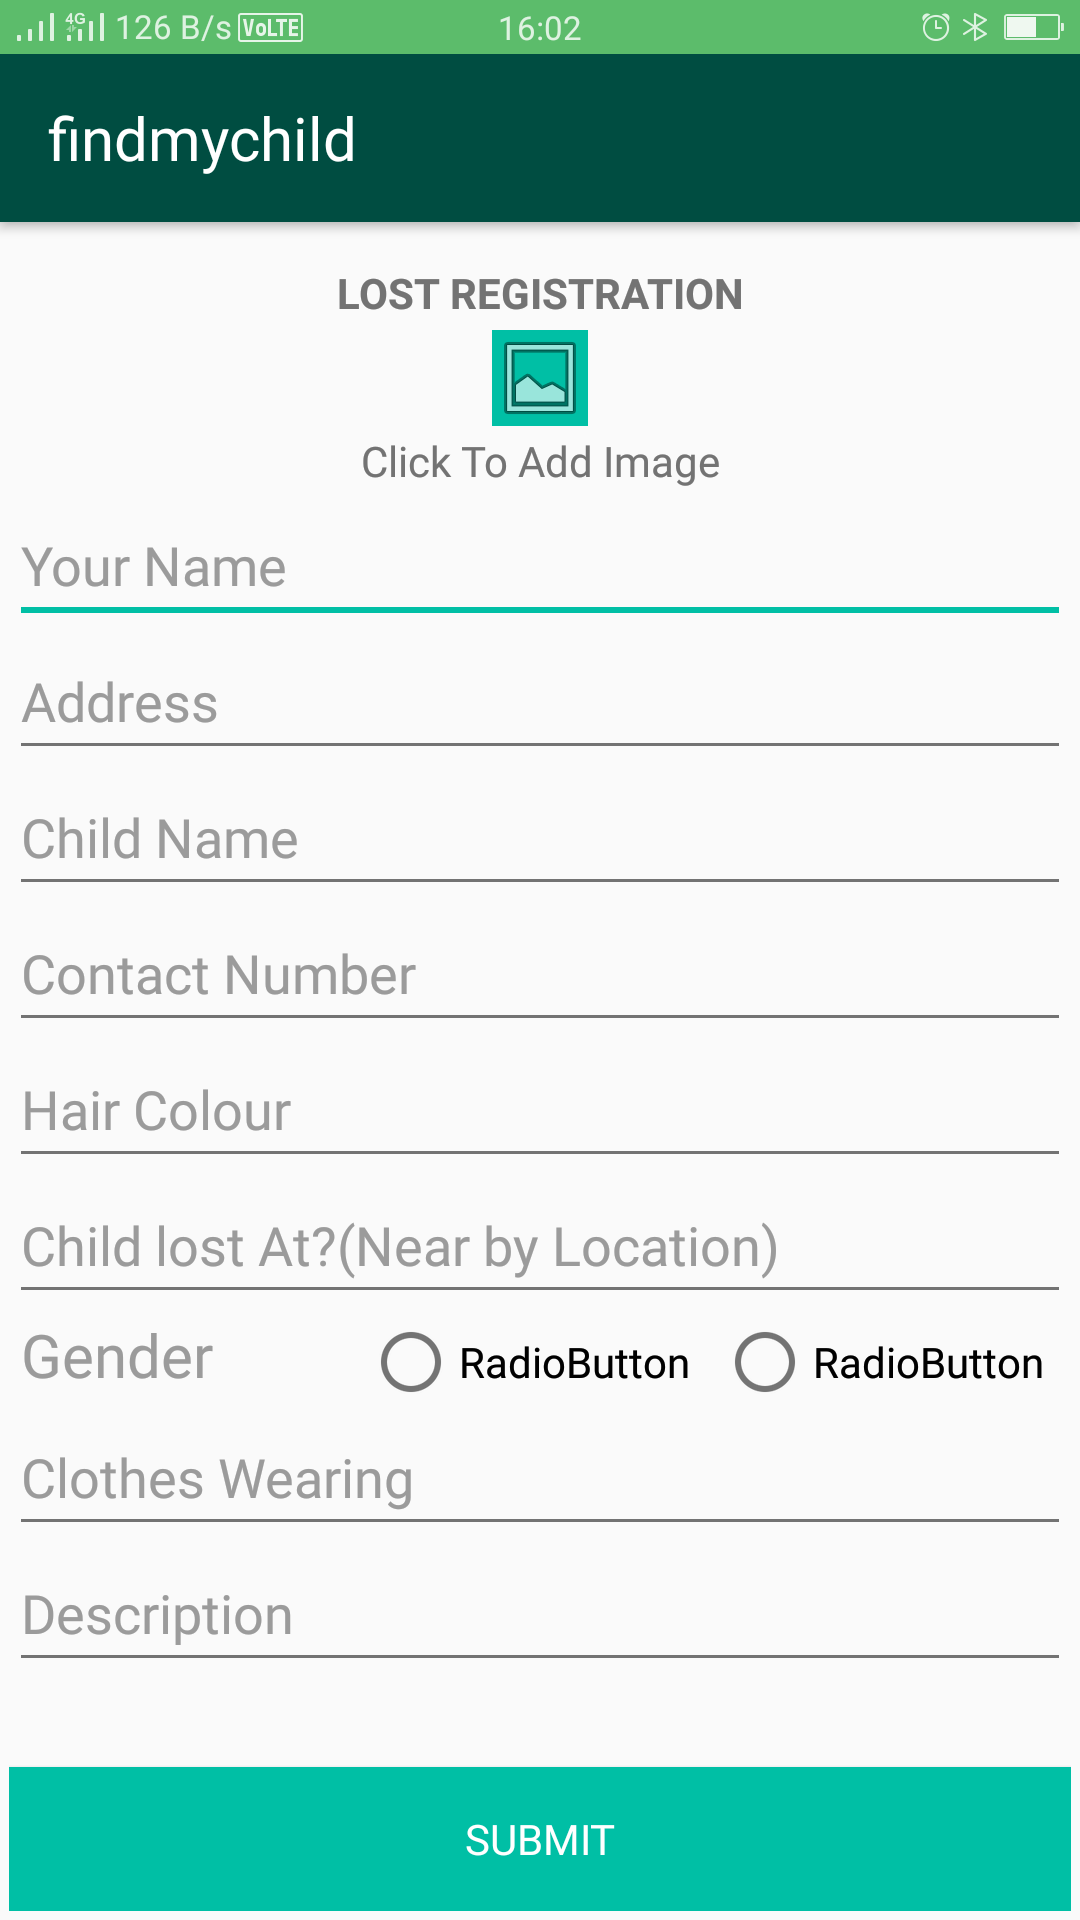 4G 126 B/s VoLTE 16:02
findmychild
LOST REGISTRATION
Click To Add Image
Your Name
Address
Child Name
Contact Number
Hair Colour
Child lost At?(Near by Location)
Gender RadioButton RadioButton
Clothes Wearing
Description
SUBMIT